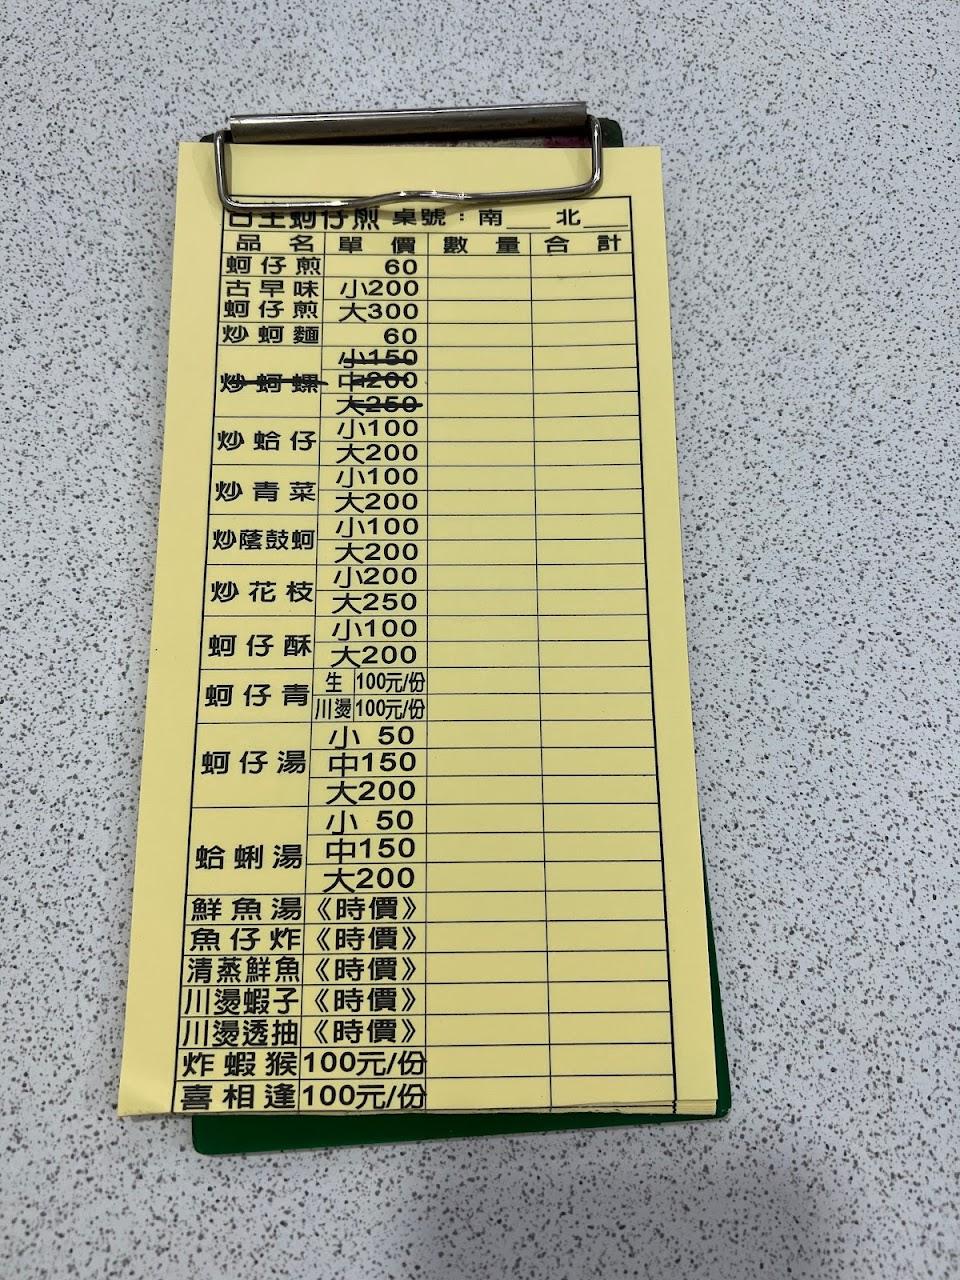 蚵仔煎 桌號：南___北___
品名 單價 數量 合計
蚵仔煎 60
古早味 小200
蚵仔煎 大300
炒蚵麵 60
小150
炒蚵螺 中200
大250
炒蛤仔 小100
大200
炒青菜 小100
大200
炒蔭鼓蚵 小100
大200
炒花枝 小200
大250
蚵仔酥 小100
大200
蚵仔青 生 100元/份
川燙 100元/份
小 50
蚵仔湯 中150
大200
小 50
蛤蜊湯 中150
大200
鮮魚湯 《時價》
魚仔炸 《時價》
清蒸鮮魚 《時價》
川燙蝦子 《時價》
川燙透抽 《時價》
炸蝦猴 100元/份
喜相逢 100元/份